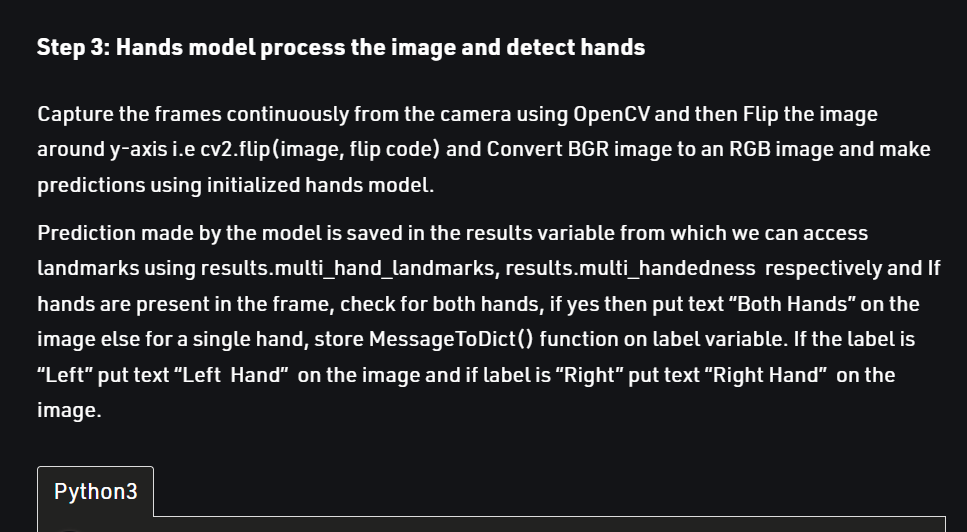 Step 3: Hands model process the image and detect hands
Capture the frames continuously from the camera using OpenCV and then Flip the image
around y-axis i.e cv2.flip(image, flip code) and Convert BGR image to an RGB image and make
predictions using initialized hands model.
Prediction made by the model is saved in the results variable from which we can access
landmarks using results.multi_hand_landmarks, results.multi_handedness  respectively and If
hands are present in the frame, check for both hands, if yes then put text “Both Hands” on the
image else for a single hand, store MessageToDict() function on label variable. If the label is
“Left” put text “Left  Hand”  on the image and if label is “Right” put text “Right Hand”  on the
image.
Python3